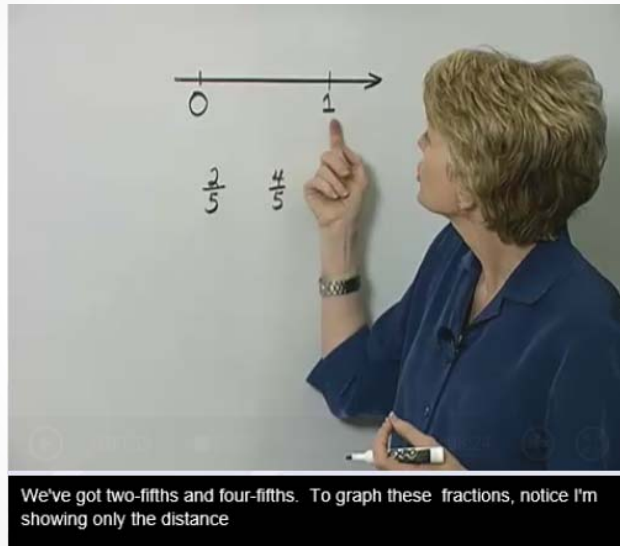 0 1
2/5 4/5
We've got two-fifths and four-fifths. To graph these fractions, notice I'm
showing only the distance